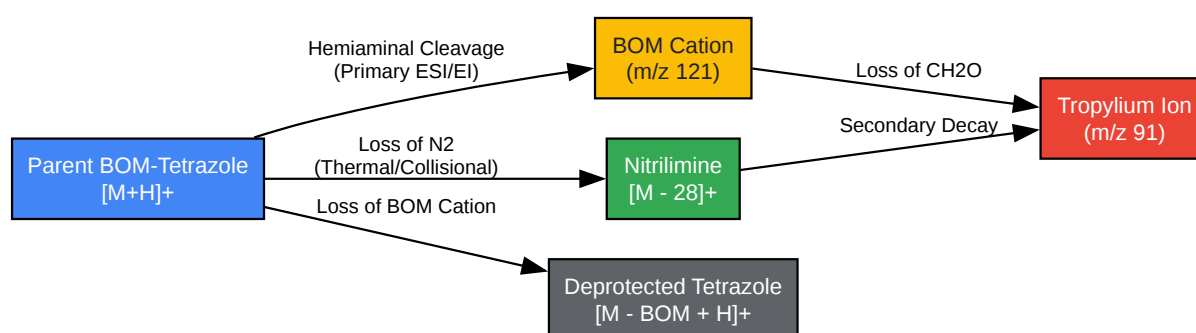 Hemiaminal Cleavage
(Primary ESI/EI)
BOM Cation
(m/z 121)
Loss of CH2O
Tropylium Ion
(m/z 91)
Parent BOM-Tetrazole
[M+H]+
Loss of N2
(Thermal/Collisional)
Nitrilimine
[M - 28]+
Secondary Decay
Loss of BOM Cation
Deprotected Tetrazole
[M - BOM + H]+